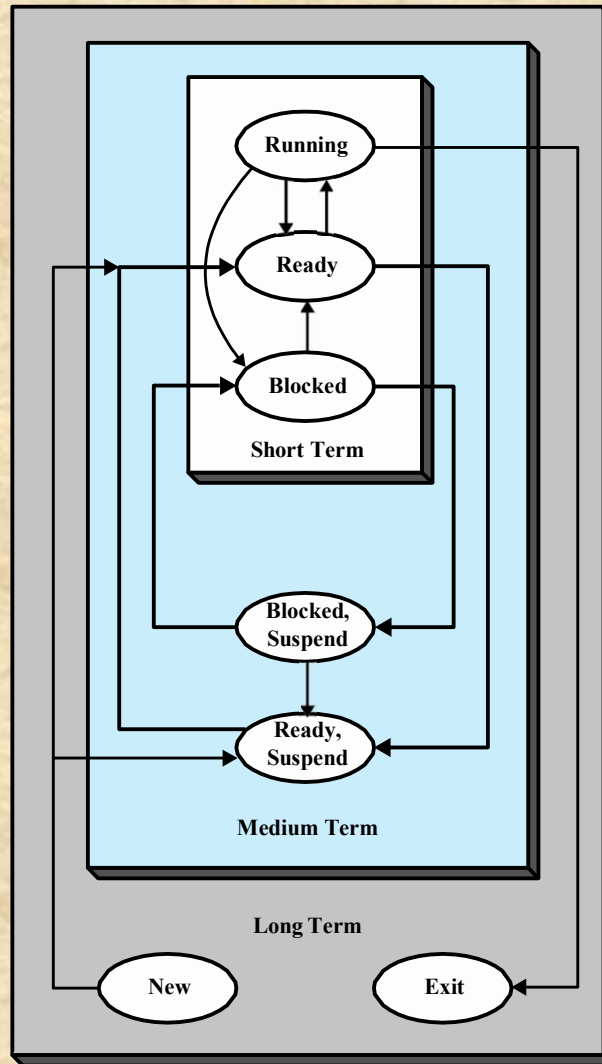 Running
Ready
Blocked
Short Term
Blocked,
Suspend
Ready,
Suspend
Medium Term
Long Term
New
Exit